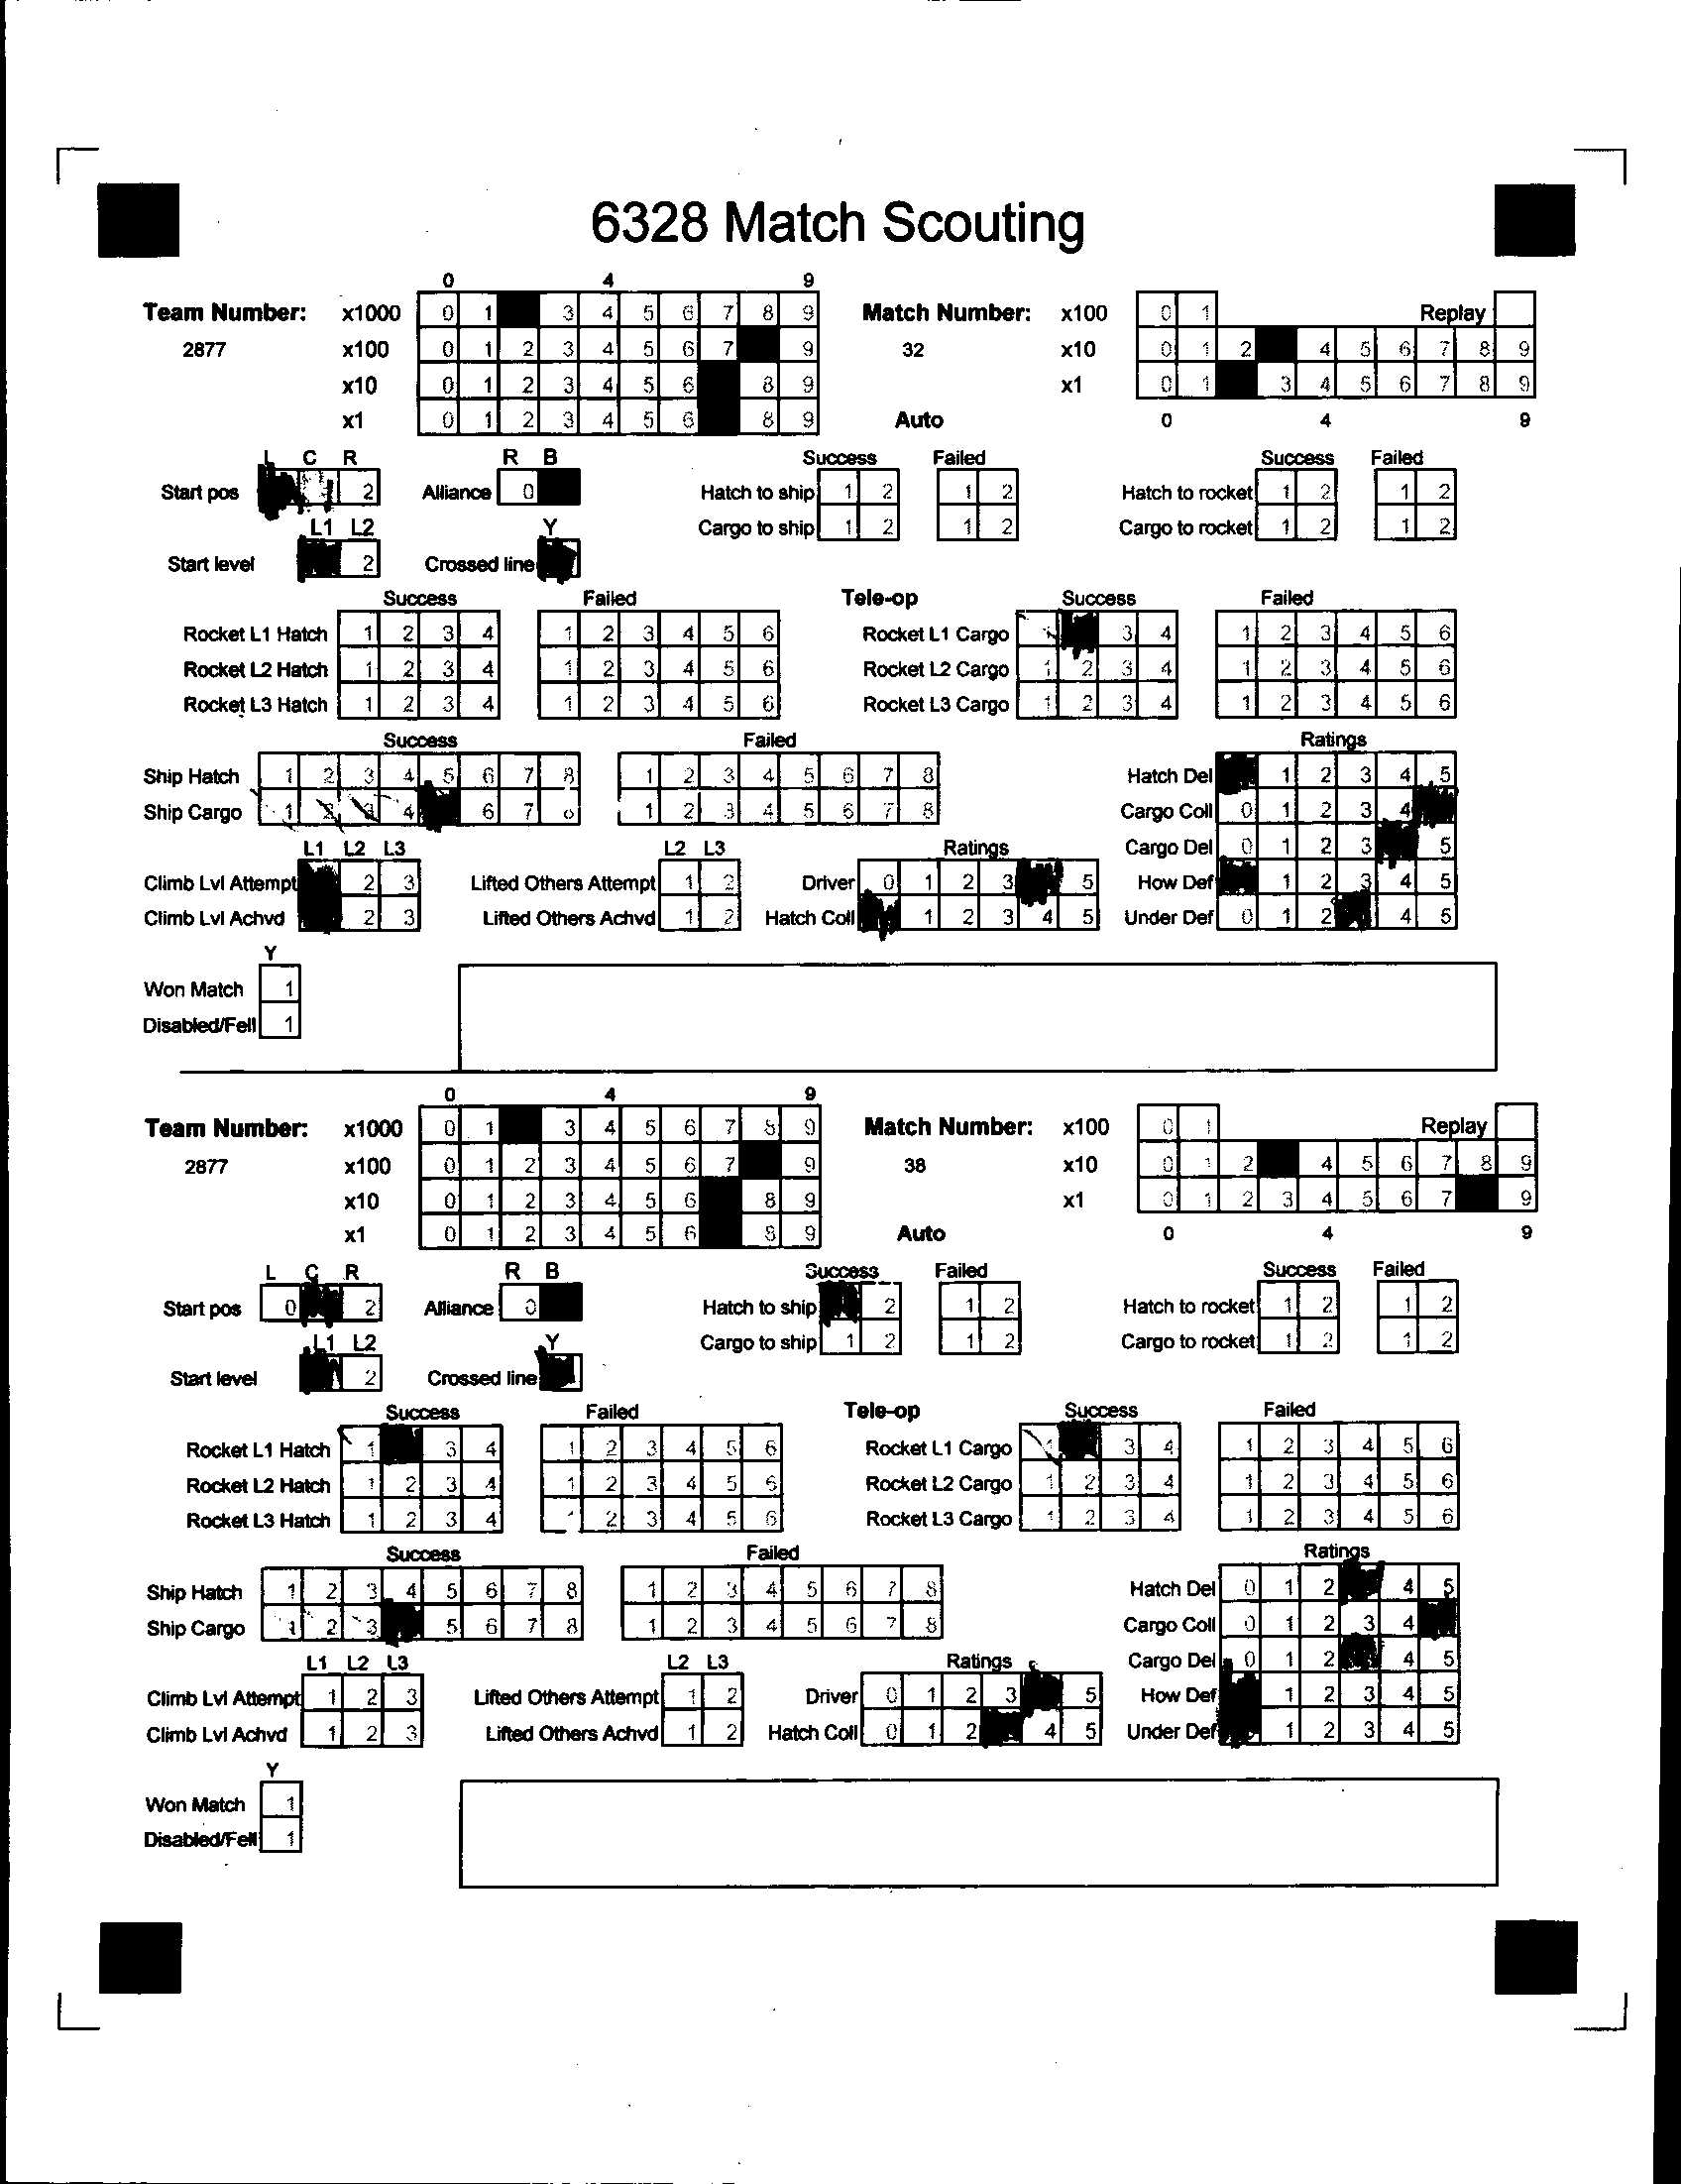 6328 Match Scouting
0 4 9
Team Number: x1000 0 1 3 4 5 6 7 8 9 Match Number: x100 0 1 Replay
2877 x100 0 1 2 3 4 5 6 7 9 32 x10 0 1 2 4 5 6 7 8 9
x10 0 1 2 3 4 5 6 8 9 x1 0 1 3 4 5 6 7 8 9
x1 0 1 2 3 4 5 6 8 9 Auto 0 4 9
L C R R B Success Failed Success Failed
Start pos 2 Alliance 0 Hatch to ship 1 2 1 2 Hatch to rocket 1 2 1 2
L1 L2 Y Cargo to ship 1 2 1 2 Cargo to rocket 1 2 1 2
Start level 2 Crossed line
Success Failed Tele-op Success Failed
Rocket L1 Hatch 1 2 3 4 1 2 3 4 5 6 Rocket L1 Cargo 3 4 1 2 3 4 5 6
Rocket L2 Hatch 1 2 3 4 1 2 3 4 5 6 Rocket L2 Cargo 1 2 3 4 1 2 3 4 5 6
Rocket L3 Hatch 1 2 3 4 1 2 3 4 5 6 Rocket L3 Cargo 1 2 3 4 1 2 3 4 5 6
Success Failed Ratings
Ship Hatch 1 2 3 4 5 6 7 8 1 2 3 4 5 6 7 8 Hatch Del 1 2 3 4 5
Ship Cargo 1 2 3 4 6 7 8 1 2 3 4 5 6 7 8 Cargo Coll 0 1 2 3 4
L1 L2 L3 L2 L3 Ratings Cargo Del 0 1 2 3 5
Climb Lvl Attempt 2 3 Lifted Others Attempt 1 2 Driver 0 1 2 3 5 How Def 1 2 3 4 5
Climb Lvl Achvd 2 3 Lifted Others Achvd 1 2 Hatch Coll 1 2 3 4 5 Under Def 0 1 2 4 5
Y
Won Match 1
Disabled/Fell 1
0 4 9
Team Number: x1000 0 1 3 4 5 6 7 8 9 Match Number: x100 0 1 Replay
2877 x100 0 1 2 3 4 5 6 7 9 38 x10 0 1 2 4 5 6 7 8 9
x10 0 1 2 3 4 5 6 8 9 x1 0 1 2 3 4 5 6 7 9
x1 0 1 2 3 4 5 6 8 9 Auto 0 4 9
L C R R B Success Failed Success Failed
Start pos 0 2 Alliance 0 Hatch to ship 2 1 2 Hatch to rocket 1 2 1 2
L1 L2 Y Cargo to ship 1 2 1 2 Cargo to rocket 1 2 1 2
Start level 2 Crossed line
Success Failed Tele-op Success Failed
Rocket L1 Hatch 1 3 4 1 2 3 4 5 6 Rocket L1 Cargo 1 3 4 1 2 3 4 5 6
Rocket L2 Hatch 1 2 3 4 1 2 3 4 5 6 Rocket L2 Cargo 1 2 3 4 1 2 3 4 5 6
Rocket L3 Hatch 1 2 3 4 2 3 4 5 6 Rocket L3 Cargo 1 2 3 4 1 2 3 4 5 6
Success Failed Ratings
Ship Hatch 1 2 3 4 5 6 7 8 1 2 3 4 5 6 7 8 Hatch Del 0 1 2 4 5
Ship Cargo 1 2 3 5 6 7 8 1 2 3 4 5 6 7 8 Cargo Coll 0 1 2 3 4
L1 L2 L3 L2 L3 Ratings Cargo Del 0 1 2 4 5
Climb Lvl Attempt 1 2 3 Lifted Others Attempt 1 2 Driver 0 1 2 3 5 How Def 1 2 3 4 5
Climb Lvl Achvd 1 2 3 Lifted Others Achvd 1 2 Hatch Coll 0 1 2 4 5 Under Def 1 2 3 4 5
Y
Won Match 1
Disabled/Fell 1